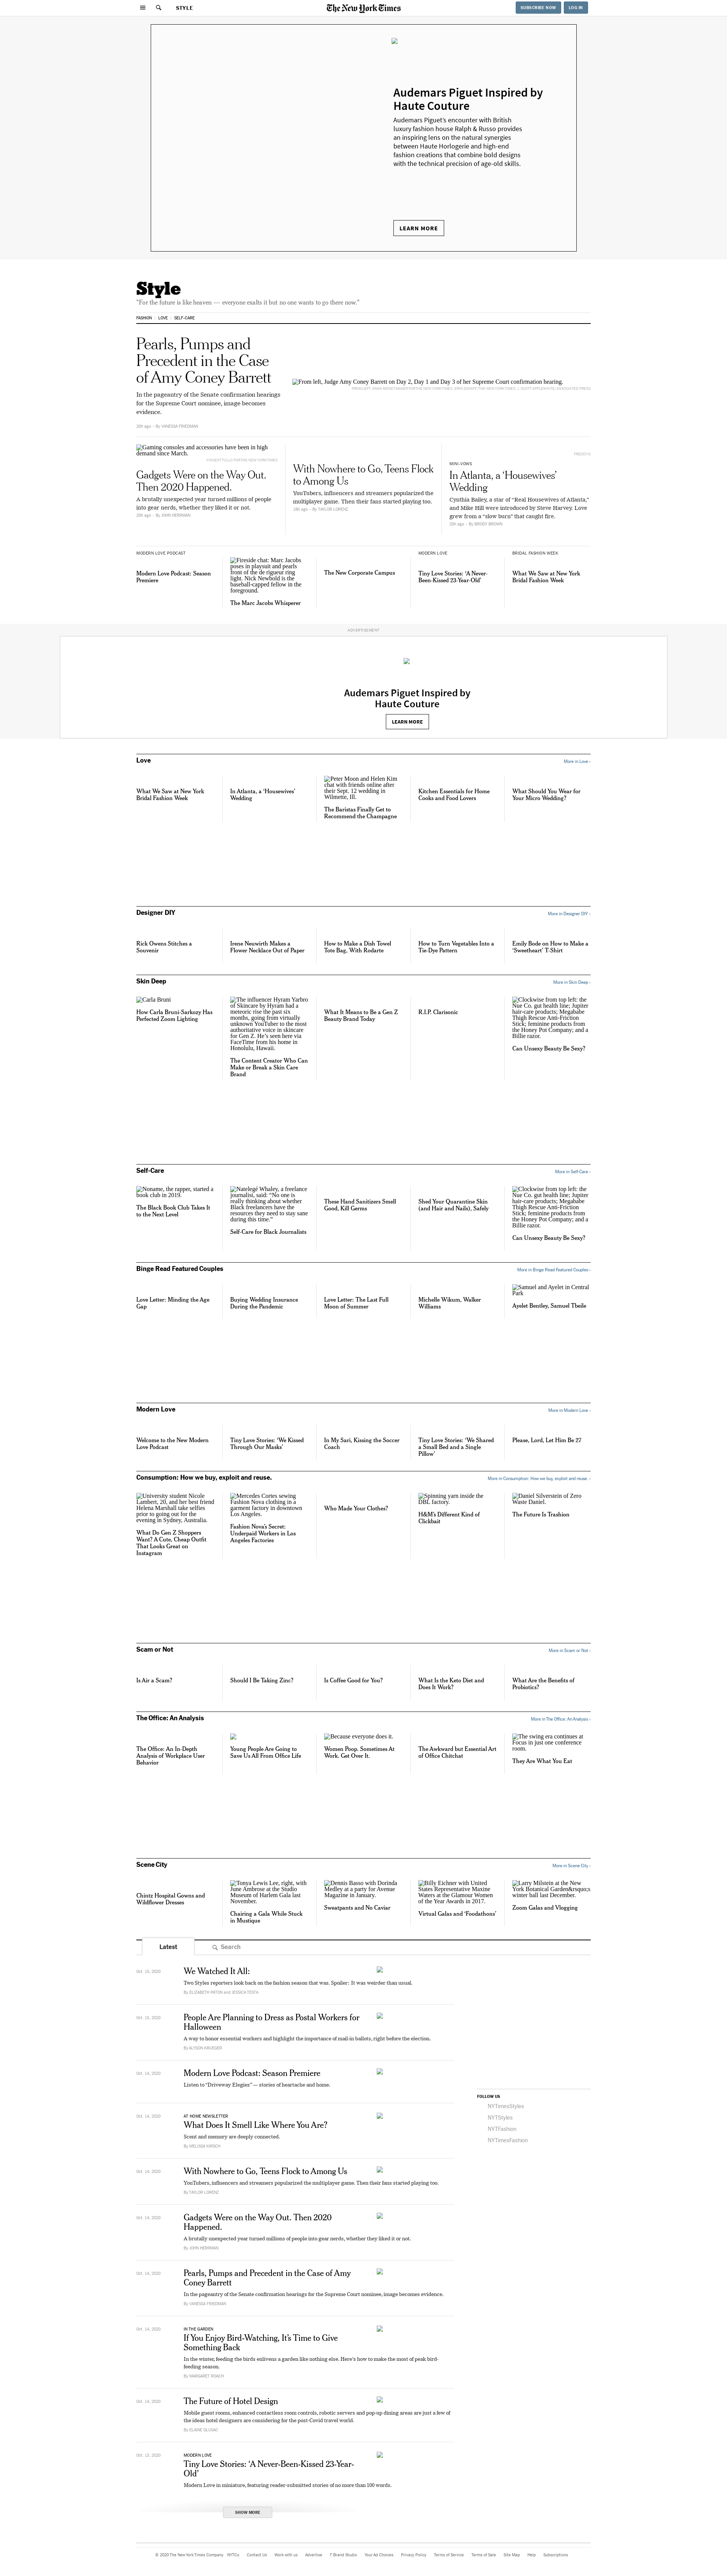 STYLE
The New York Times
SUBSCRIBE NOW
LOG IN
Audemars Piguet Inspired by
Haute Couture
Audemars Piguet's encounter with British
luxury fashion house Ralph & Russo provides
an inspiring lens on the natural synergies
between Haute Horlogerie and high-end
fashion creations that combine bold designs
with the technical precision of age-old skills.
LEARN MORE
Style
"For the future is like heaven — everyone exalts it but no one wants to go there now."
FASHION
LOVE
SELF-CARE
Pearls, Pumps and
Precedent in the Case
of Amy Coney Barrett
In the pageantry of the Senate confirmation hearings
for the Supreme Court nominee, image becomes
evidence.
By VANESSA FRIEDMAN
From left, Judge Amy Coney Barrett on Day 2, Day 1 and Day 3 of her Supreme Court confirmation hearing.
Gaming consoles and accessories have been in high
demand since March.
Gadgets Were on the Way Out.
Then 2020 Happened.
A brutally unexpected year turned millions of people
into gear nerds, whether they liked it or not.
By JOHN HERRMAN
With Nowhere to Go, Teens Flock
to Among Us
YouTubers, influencers and streamers popularized the
multiplayer game. Then their fans started playing too.
By TAYLOR LORENZ
MINI-VOWS
In Atlanta, a 'Housewives'
Wedding
Cynthia Bailey, a star of "Real Housewives of Atlanta,"
and Mike Hill were introduced by Steve Harvey. Love
grew from a "slow burn" that caught fire.
By BRODY BROWN
MODERN LOVE PODCAST
Modern Love Podcast: Season
Premiere
Fireside chat: Marc Jacobs
poses in playsuit and pearls
front of the de rigueur ring
light. Nick Newbold is the
baseball-capped fellow in the
foreground.
The Marc Jacobs Whisperer
The New Corporate Campus
MODERN LOVE
Tiny Love Stories: 'A Never-
Been-Kissed 23-Year-Old'
BRIDAL FASHION WEEK
What We Saw at New York
Bridal Fashion Week
ADVERTISEMENT
Audemars Piguet Inspired by
Haute Couture
LEARN MORE
Love
More in Love ›
What We Saw at New York
Bridal Fashion Week
In Atlanta, a 'Housewives'
Wedding
Peter Moon and Helen Kim
chat with friends online after
their Sept. 12 wedding in
Wilmette, Ill.
The Baristas Finally Get to
Recommend the Champagne
Kitchen Essentials for Home
Cooks and Food Lovers
What Should You Wear for
Your Micro Wedding?
Designer DIY
More in Designer DIY ›
Rick Owens Stitches a
Souvenir
Irene Neuwirth Makes a
Flower Necklace Out of Paper
How to Make a Dish Towel
Tote Bag, With Rodarte
How to Turn Vegetables Into a
Tie-Dye Pattern
Emily Bode on How to Make a
'Sweetheart' T-Shirt
Skin Deep
More in Skin Deep ›
Carla Bruni
How Carla Bruni-Sarkozy Has
Perfected Zoom Lighting
The influencer Hyram Yarbro
of Skincare by Hyram had a
meteoric rise the past six
months, going from virtually
unknown YouTube to the most
authoritative voice in skincare
for Gen Z. He's seen here via
FaceTime from his home in
Honolulu, Hawaii.
The Content Creator Who Can
Make or Break a Skin Care
Brand
What It Means to Be a Gen Z
Beauty Brand Today
R.I.P. Clarisonic
Clockwise from top left: the
Nue Co. gut health line; Jupiter
hair-care products; Megababe
Thigh Rescue Anti-Friction
Stick; feminine products from
the Honey Pot Company; and a
Billie razor.
Can Unsexy Beauty Be Sexy?
Self-Care
More in Self-Care ›
Noname, the rapper, started a
book club in 2019.
The Black Book Club Takes It
to the Next Level
Natelegé Whaley, a freelance
journalist, said: "No one is
really thinking about whether
Black freelancers have the
resources they need to stay sane
during this time."
Self-Care for Black Journalists
These Hand Sanitizers Smell
Good, Kill Germs
Shed Your Quarantine Skin
(and Hair and Nails), Safely
Clockwise from top left: the
Nue Co. gut health line; Jupiter
hair-care products; Megababe
Thigh Rescue Anti-Friction
Stick; feminine products from
the Honey Pot Company; and a
Billie razor.
Can Unsexy Beauty Be Sexy?
Binge Read Featured Couples
More in Binge Read Featured Couples ›
Love Letter: Minding the Age
Gap
Buying Wedding Insurance
During the Pandemic
Love Letter: The Last Full
Moon of Summer
Michelle Wikum, Walker
Williams
Samuel and Ayelet in Central
Park
Ayelet Bentley, Samuel Tbeile
Modern Love
More in Modern Love ›
Welcome to the New Modern
Love Podcast
Tiny Love Stories: 'We Kissed
Through Our Masks'
In My Sari, Kissing the Soccer
Coach
Tiny Love Stories: 'We Shared
a Small Bed and a Single
Pillow'
Please, Lord, Let Him Be 27
Consumption: How we buy, exploit and reuse.
More in Consumption: How we buy, exploit and reuse. ›
University student Nicole
Lambert, 20, and her best friend
Helena Marshall take selfies
prior to going out for the
evening in Sydney, Australia.
What Do Gen Z Shoppers
Want? A Cute, Cheap Outfit
That Looks Great on
Instagram
Mercedes Cortes sewing
Fashion Nova clothing in a
garment factory in downtown
Los Angeles.
Fashion Nova's Secret:
Underpaid Workers in Los
Angeles Factories
Who Made Your Clothes?
Spinning yarn inside the
DBL factory.
H&M's Different Kind of
Clickbait
Daniel Silverstein of Zero
Waste Daniel.
The Future Is Trashion
Scam or Not
More in Scam or Not ›
Is Air a Scam?
Should I Be Taking Zinc?
Is Coffee Good for You?
What Is the Keto Diet and
Does It Work?
What Are the Benefits of
Probiotics?
The Office: An Analysis
More in The Office: An Analysis ›
The Office: An In-Depth
Analysis of Workplace User
Behavior
Young People Are Going to
Save Us All From Office Life
Because everyone does it.
Women Poop. Sometimes At
Work. Get Over It.
The Awkward but Essential Art
of Office Chitchat
The swing era continues at
Focus in just one conference
room.
They Are What You Eat
Scene City
More in Scene City ›
Chintz Hospital Gowns and
Wildflower Dresses
Tonya Lewis Lee, right, with
June Ambrose at the Studio
Museum of Harlem Gala last
November.
Chairing a Gala While Stuck
in Mustique
Dennis Basso with Dorinda
Medley at a party for Avenue
Magazine in January.
Sweatpants and No Caviar
Billy Eichner with United
States Representative Maxine
Waters at the Glamour Women
of the Year Awards in 2017.
Virtual Galas and 'Foodathons'
Larry Milstein at the New
York Botanical Garden&rsquo;s
winter ball last December.
Zoom Galas and Vlogging
Latest
Search
Oct. 15, 2020
We Watched It All:
Two Styles reporters look back on the fashion season that was. Spoiler: It was weirder than usual.
By ELIZABETH PATON and JESSICA TESTA
Oct. 15, 2020
People Are Planning to Dress as Postal Workers for
Halloween
A way to honor essential workers and highlight the importance of mail-in ballots, right before the election.
By ALYSON KRUEGER
Oct. 14, 2020
Modern Love Podcast: Season Premiere
Listen to "Driveway Elegies" — stories of heartache and home.
Oct. 14, 2020
AT HOME NEWSLETTER
What Does It Smell Like Where You Are?
Scent and memory are deeply connected.
By MELISSA KIRSCH
Oct. 14, 2020
With Nowhere to Go, Teens Flock to Among Us
YouTubers, influencers and streamers popularized the multiplayer game. Then their fans started playing too.
By TAYLOR LORENZ
Oct. 14, 2020
Gadgets Were on the Way Out. Then 2020
Happened.
A brutally unexpected year turned millions of people into gear nerds, whether they liked it or not.
By JOHN HERRMAN
Oct. 14, 2020
Pearls, Pumps and Precedent in the Case of Amy
Coney Barrett
In the pageantry of the Senate confirmation hearings for the Supreme Court nominee, image becomes evidence.
By VANESSA FRIEDMAN
Oct. 14, 2020
IN THE GARDEN
If You Enjoy Bird-Watching, It's Time to Give
Something Back
In the winter, feeding the birds enlivens a garden like nothing else. Here's how to make the most of peak bird-
feeding season.
By MARGARET ROACH
Oct. 14, 2020
The Future of Hotel Design
Mobile guest rooms, enhanced contactless room controls, robotic servers and pop-up dining areas are just a few of
the ideas hotel designers are considering for the post-Covid travel world.
By ELAINE GLUSAC
Oct. 13, 2020
MODERN LOVE
Tiny Love Stories: 'A Never-Been-Kissed 23-Year-
Old'
Modern Love in miniature, featuring reader-submitted stories of no more than 100 words.
SHOW MORE
FOLLOW US
NYTimesStyles
NYTStyles
NYTFashion
NYTimesFashion
© 2020 The New York Times Company
NYTCo
Contact Us
Work with us
Advertise
T Brand Studio
Your Ad Choices
Privacy Policy
Terms of Service
Terms of Sale
Site Map
Help
Subscriptions